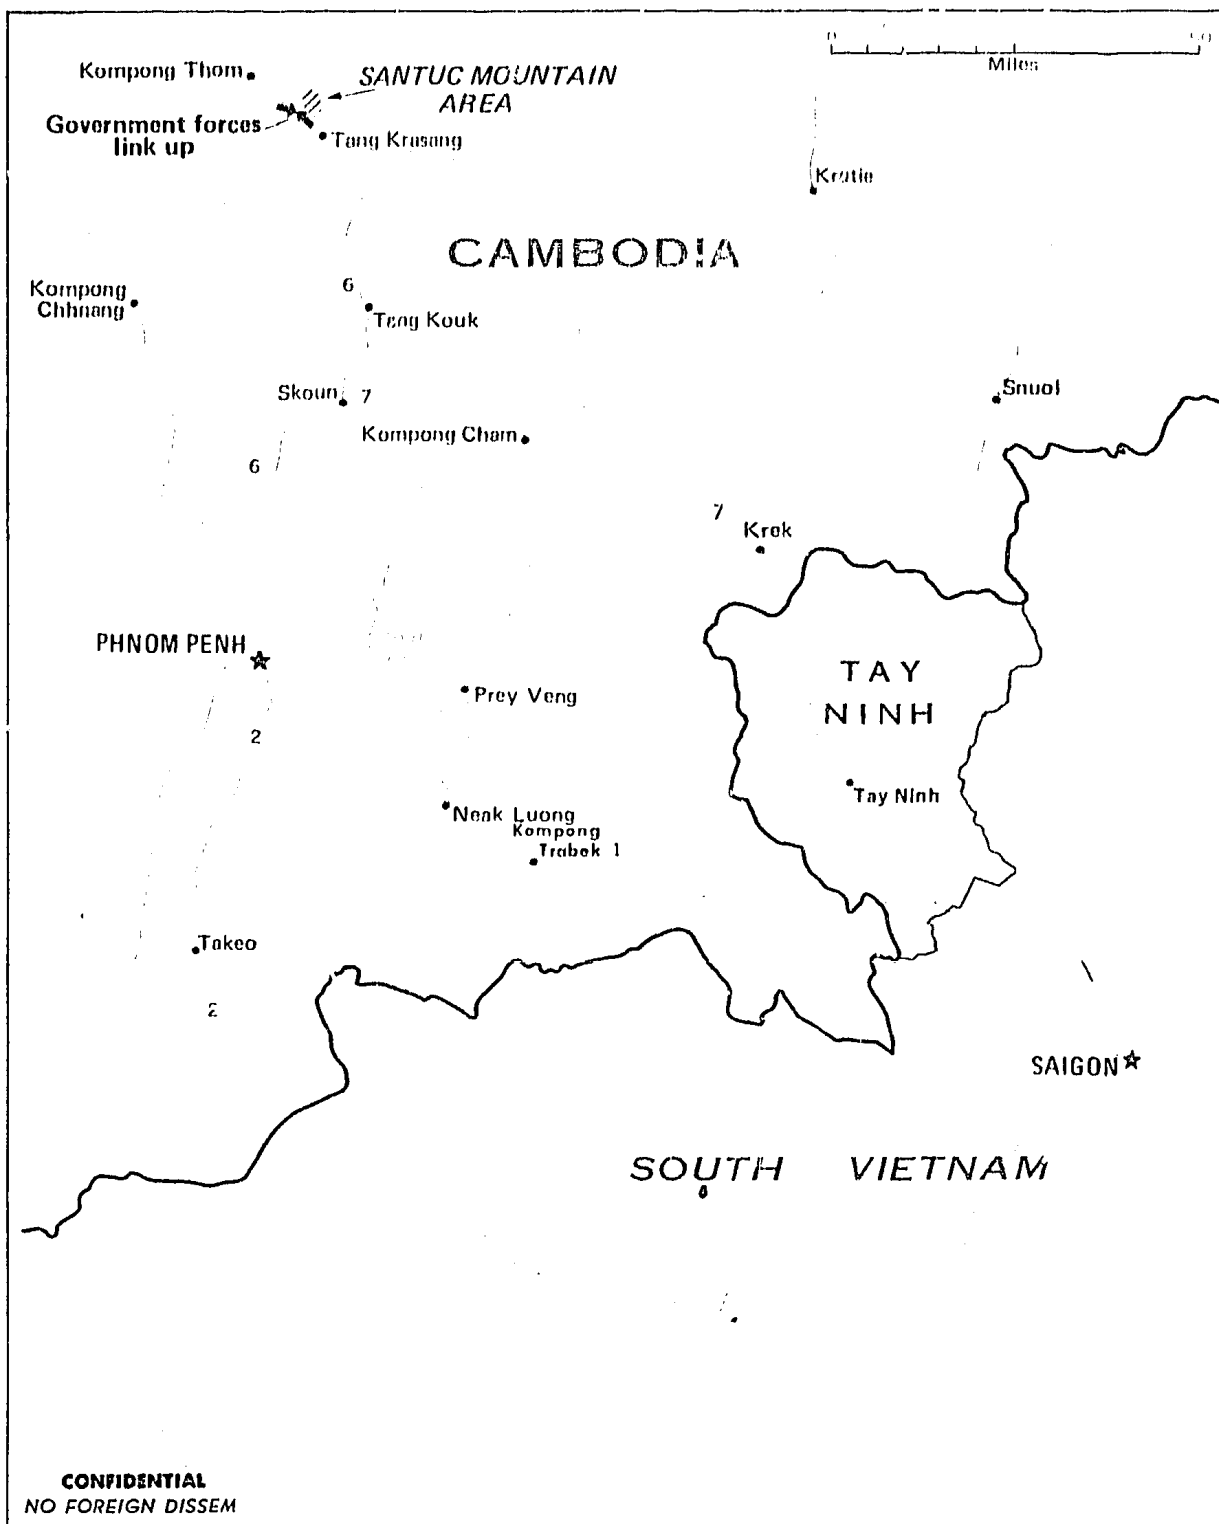 0 50
Miles
Kompong Thom
SANTUC MOUNTAIN
AREA
Government forces
link up
Tang Krasang
Kratie
CAMBODIA
Kompong
Chhnang
6
Tang Kouk
Skoun 7
Snuol
Kompong Cham
6
7
Krek
PHNOM PENH
TAY
NINH
Prey Veng
2
Tay Ninh
Neak Luong
Kompong
Trabek 1
Takeo
2
SAIGON
SOUTH VIETNAM
CONFIDENTIAL
NO FOREIGN DISSEM